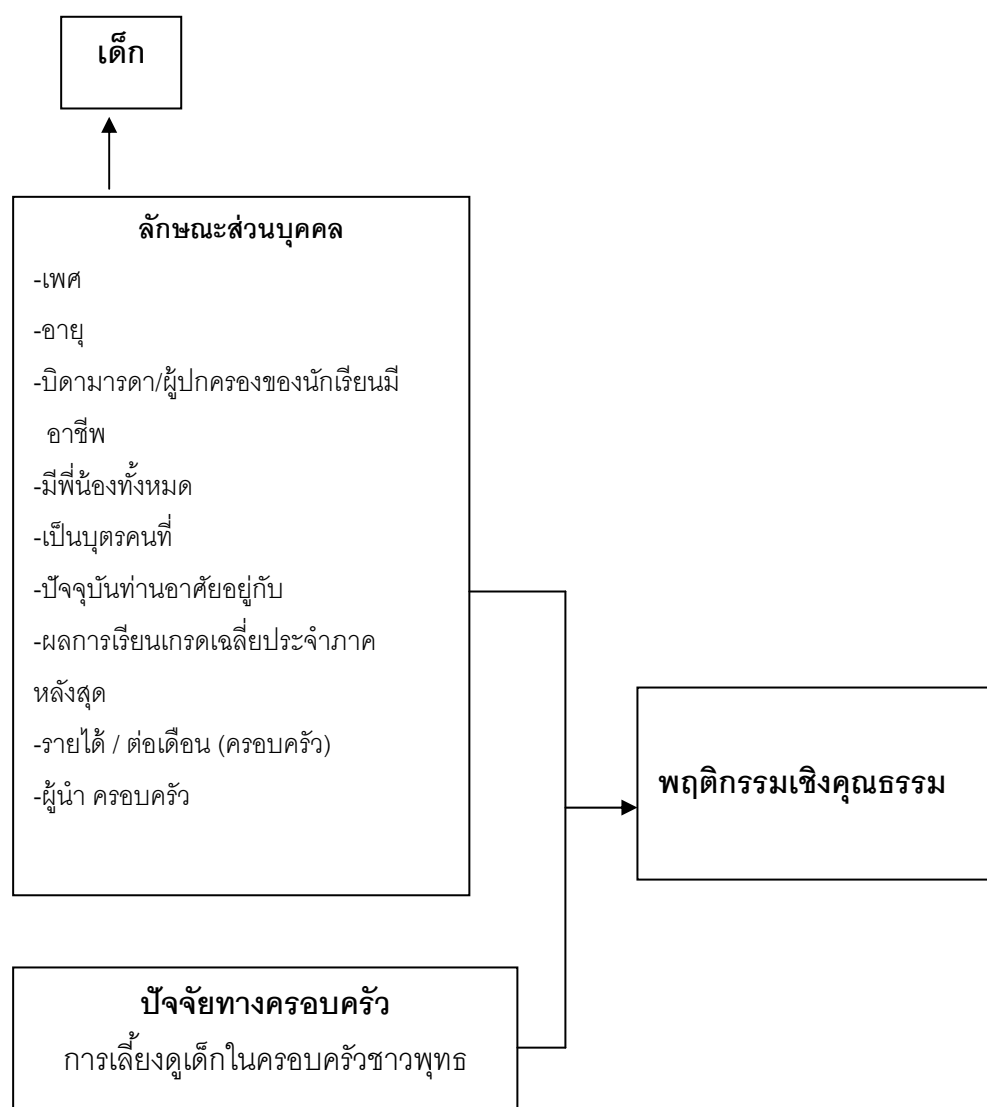 เด็ก
ลักษณะส่วนบุคคล
-เพศ
-อายุ
-บิดามารดา/ผู้ปกครองของนักเรียนมี
อาชีพ
-มีพี่น้องทั้งหมด
-เป็นบุตรคนที่
-ปัจจุบันท่านอาศัยอยู่กับ
-ผลการเรียนเกรดเฉลี่ยประจำภาค
หลังสุด
-รายได้ / ต่อเดือน (ครอบครัว)
-ผู้นำ ครอบครัว
พฤติกรรมเชิงคุณธรรม
ปัจจัยทางครอบครัว
การเลี้ยงดูเด็กในครอบครัวชาวพุทธ